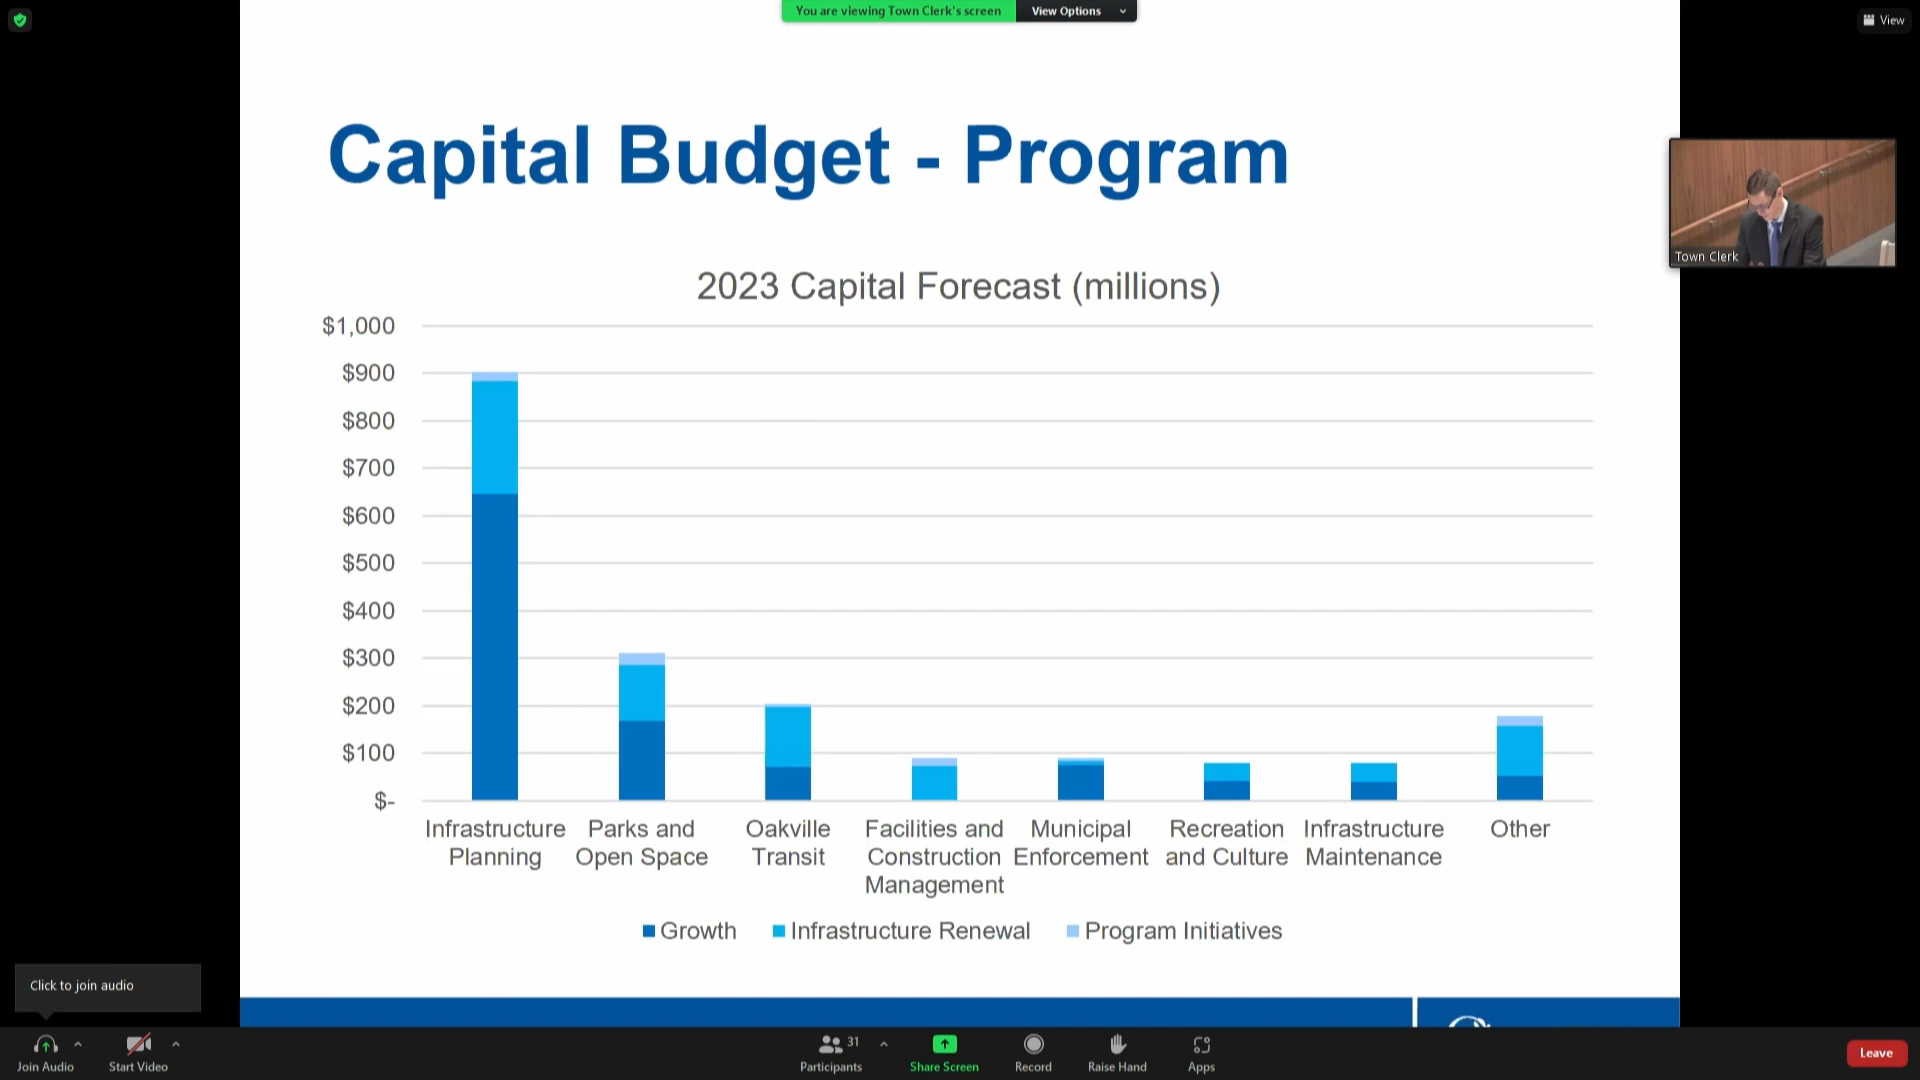 You are viewing Town Clerk's screen
View Options
View
Capital Budget - Program
Town Clerk
2023 Capital Forecast (millions)
$1,000
$900
$800
$700
$600
$500
$400
$300
$200
$100
$-
Infrastructure
Planning
Parks and
Open Space
Oakville
Transit
Facilities and
Construction
Management
Municipal
Enforcement
Recreation
and Culture
Infrastructure
Maintenance
Other
Growth
Infrastructure Renewal
Program Initiatives
Click to join audio
Join Audio
Start Video
31
Participants
Share Screen
Record
Raise Hand
Apps
Leave